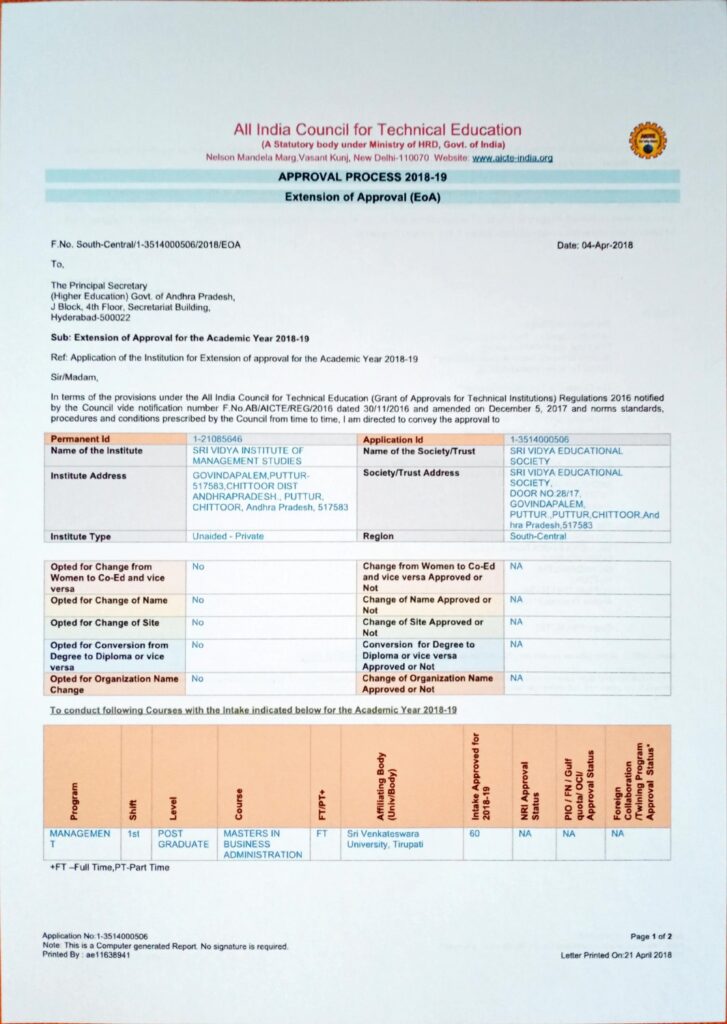 All India Council for Technical Education
(A Statutory body under Ministry of HRD, Govt. of India)
Nelson Mandela Marg,Vasant Kunj, New Delhi-110070 Website: www.aicte-india.org
AICTE
APPROVAL PROCESS 2018-19
Extension of Approval (EoA)
F.No. South-Central/1-3514000506/2018/EOA
Date: 04-Apr-2018
To,
The Principal Secretary
(Higher Education) Govt. of Andhra Pradesh,
J Block, 4th Floor, Secretariat Building,
Hyderabad-500022
Sub: Extension of Approval for the Academic Year 2018-19
Ref: Application of the Institution for Extension of approval for the Academic Year 2018-19
Sir/Madam,
In terms of the provisions under the All India Council for Technical Education (Grant of Approvals for Technical Institutions) Regulations 2016 notified
by the Council vide notification number F.No.AB/AICTE/REG/2016 dated 30/11/2016 and amended on December 5, 2017 and norms standards,
procedures and conditions prescribed by the Council from time to time, I am directed to convey the approval to
Permanent Id 1-21085646 Application Id 1-3514000506
Name of the Institute SRI VIDYA INSTITUTE OF Name of the Society/Trust SRI VIDYA EDUCATIONAL
MANAGEMENT STUDIES SOCIETY
Institute Address GOVINDAPALEM,PUTTUR- Society/Trust Address SRI VIDYA EDUCATIONAL
517583,CHITTOOR DIST SOCIETY,
ANDHRAPRADESH., PUTTUR, DOOR NO:28/17,
CHITTOOR, Andhra Pradesh, 517583 GOVINDAPALEM,
PUTTUR.,PUTTUR,CHITTOOR,And
hra Pradesh,517583
Institute Type Unaided - Private Region South-Central
Opted for Change from No Change from Women to Co-Ed NA
Women to Co-Ed and vice and vice versa Approved or
versa Not
Opted for Change of Name No Change of Name Approved or NA
Not
Opted for Change of Site No Change of Site Approved or NA
Not
Opted for Conversion from No Conversion for Degree to NA
Degree to Diploma or vice Diploma or vice versa
versa Approved or Not
Opted for Organization Name No Change of Organization Name NA
Change Approved or Not
To conduct following Courses with the Intake indicated below for the Academic Year 2018-19
Program
Shift
Level
Course
FT/PT+
Affiliating Body
(Univ/Body)
Intake Approved for
2018-19
NRI Approval
Status
PIO / FN / Gulf
quota/ OCI/
Approval Status
Foreign
Collaboration
/Twining Program
Approval Status*
MANAGEMEN 1st POST MASTERS IN FT Sri Venkateswara 60 NA NA NA
T GRADUATE BUSINESS University, Tirupati
ADMINISTRATION
+FT –Full Time,PT-Part Time
Application No:1-3514000506
Page 1 of 2
Note: This is a Computer generated Report. No signature is required.
Printed By : ae11638941
Letter Printed On:21 April 2018